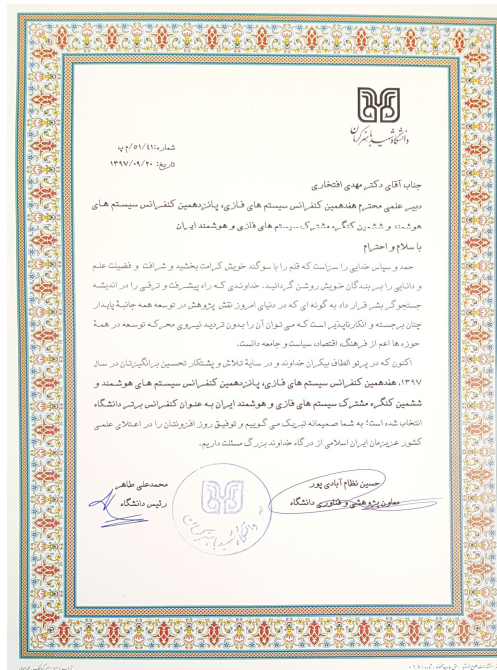 دانشگاه شهید باهنر کرمان
شماره: ۵۱/۴۱/م پ
تاریخ: ۱۳۹۷/۰۹/۲۰
جناب آقای دکتر مهدی افتخاری
دبیر علمی محترم هفدهمین کنفرانس سیستم های فازی، پانزدهمین کنفرانس سیستم های
هوشمند و ششمین کنگره مشترک سیستم های فازی و هوشمند ایران
با سلام و احترام
حمد و سپاس خدایی را سزاست که قلم را با سوگند خویش کرامت بخشید و شرافت و فضیلت علم
و دانایی را بر بندگان خویش روشن گردانید. خداوندی که راه پیشرفت و ترقی را در اندیشه
جستجوگر بشر قرار داد به گونه ای که در دنیای امروز نقش پژوهش در توسعه همه جانبۀ پایدار
چنان برجسته و انکارناپذیر است که می توان آن را بدون تردید نیروی محرکه توسعه در همۀ
حوزه ها اعم از فرهنگ، اقتصاد، سیاست و جامعه دانست.
اکنون که در پرتو الطاف بیکران خداوند و در سایۀ تلاش و پشتکار تحسین برانگیزتان در سال
۱۳۹۷، هفدهمین کنفرانس سیستم های فازی، پانزدهمین کنفرانس سیستم های هوشمند و
ششمین کنگره مشترک سیستم های فازی و هوشمند ایران به عنوان کنفرانس برتر دانشگاه
انتخاب شده است؛ به شما صمیمانه تبریک می گوییم و توفیق روز افزونتان را در اعتلای علمی
کشور عزیزمان ایران اسلامی از درگاه خداوند بزرگ مسئلت داریم.
حسین نظام آبادی پور
معاون پژوهشی و فناوری دانشگاه
محمدعلی طاهر
رئیس دانشگاه
دانشگاه شهید باهنر کرمان